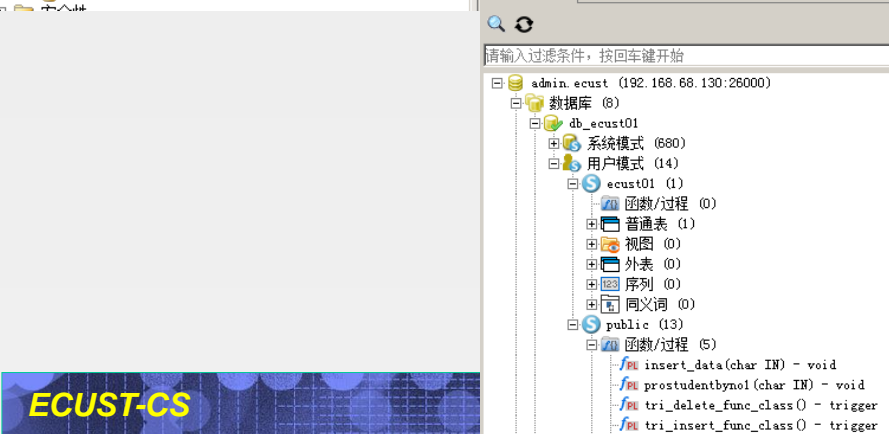 安全性
请输入过滤条件，按回车键开始
admin.ecust (192.168.68.130:26000)
数据库 (8)
db_ecust01
系统模式 (680)
用户模式 (14)
ecust01 (1)
函数/过程 (0)
普通表 (1)
视图 (0)
外表 (0)
序列 (0)
同义词 (0)
public (13)
函数/过程 (5)
insert_data(char IN) - void
prostudentbyno1(char IN) - void
tri_delete_func_class() - trigger
tri_insert_func_class() - trigger
ECUST-CS